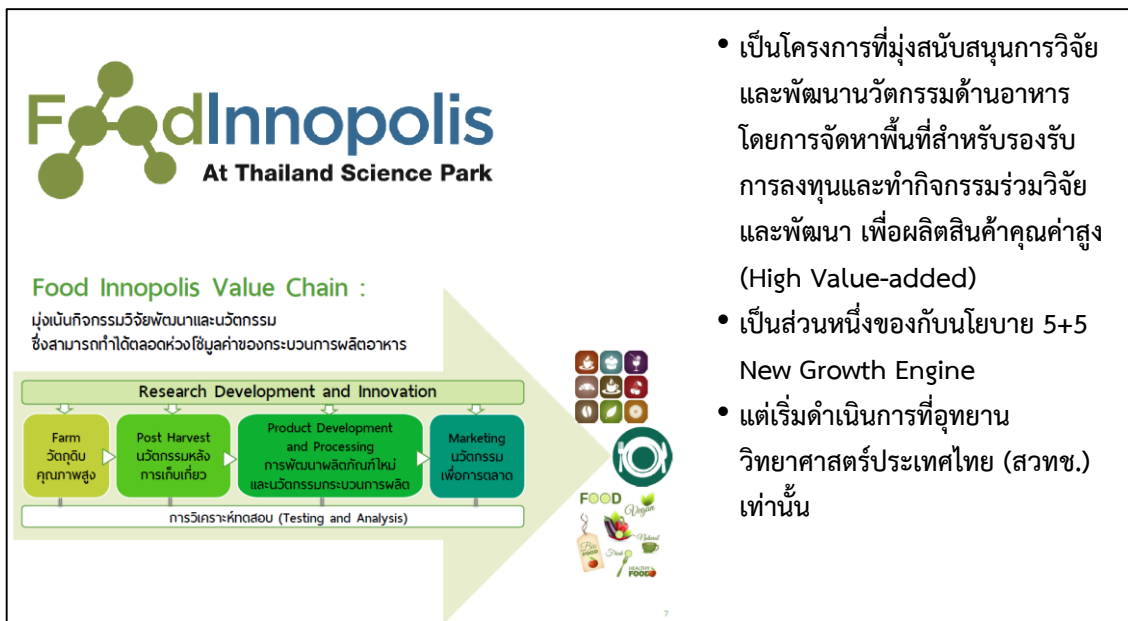 FoodInnopolis
At Thailand Science Park
Food Innopolis Value Chain :
มุ่งเน้นกิจกรรมวิจัยพัฒนาและนวัตกรรม
ซึ่งสามารถทำได้ตลอดห่วงโซ่มูลค่าของกระบวนการผลิตอาหาร
Research Development and Innovation
Farm
วัตถุดิบ
คุณภาพสูง
Post Harvest
นวัตกรรมหลัง
การเก็บเกี่ยว
Product Development
and Processing
การพัฒนาผลิตภัณฑ์ใหม่
และนวัตกรรมกระบวนการผลิต
Marketing
นวัตกรรม
เพื่อการตลาด
การวิเคราะห์ทดสอบ (Testing and Analysis)
FOOD
Vegan
Natural
Fresh
HEALTHY
FOOD
7
• เป็นโครงการที่มุ่งสนับสนุนการวิจัย
และพัฒนานวัตกรรมด้านอาหาร
โดยการจัดหาพื้นที่สำหรับรองรับ
การลงทุนและทำกิจกรรมร่วมวิจัย
และพัฒนา เพื่อผลิตสินค้าคุณค่าสูง
(High Value-added)
• เป็นส่วนหนึ่งของกับนโยบาย 5+5
New Growth Engine
• แต่เริ่มดำเนินการที่อุทยาน
วิทยาศาสตร์ประเทศไทย (สวทช.)
เท่านั้น